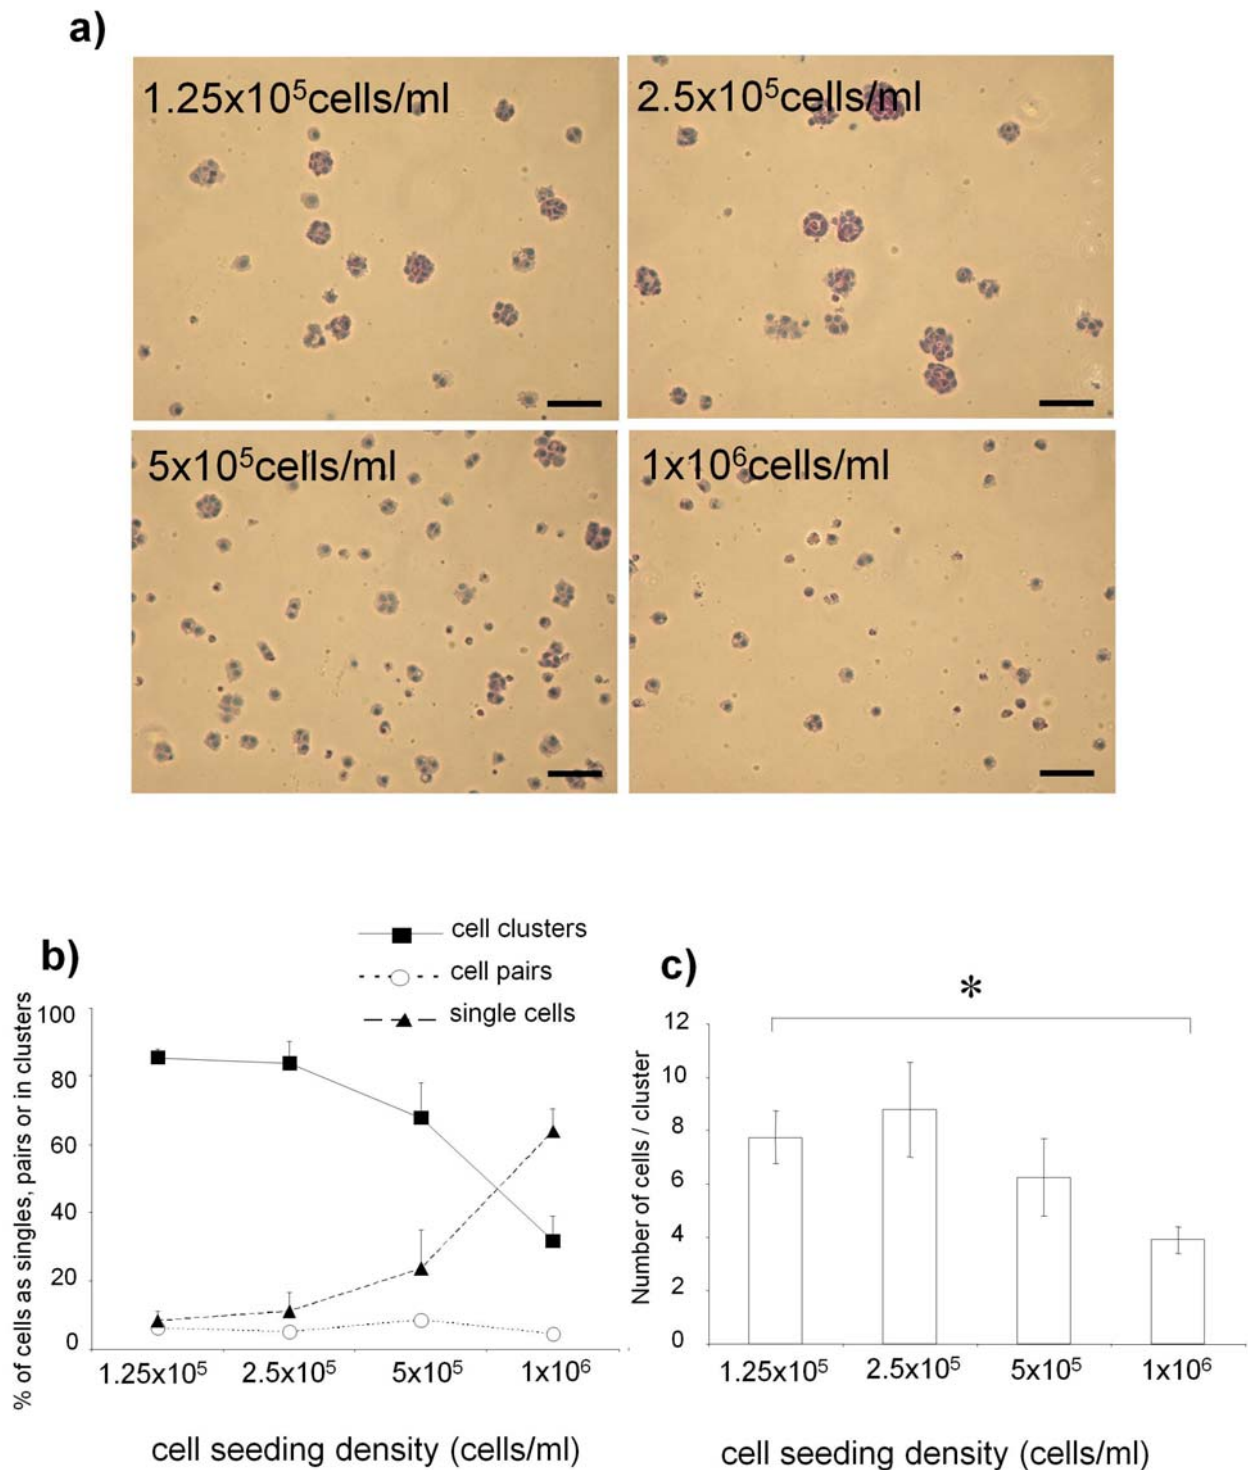 a)
1.25x10⁵cells/ml
2.5x10⁵cells/ml
5x10⁵cells/ml
1x10⁶cells/ml
b)
cell clusters
cell pairs
single cells
% of cells as singles, pairs or in clusters
100
80
60
40
20
0
1.25x10⁵ 2.5x10⁵ 5x10⁵ 1x10⁶
cell seeding density (cells/ml)
c)
*
Number of cells / cluster
12
10
8
6
4
2
0
1.25x10⁵ 2.5x10⁵ 5x10⁵ 1x10⁶
cell seeding density (cells/ml)